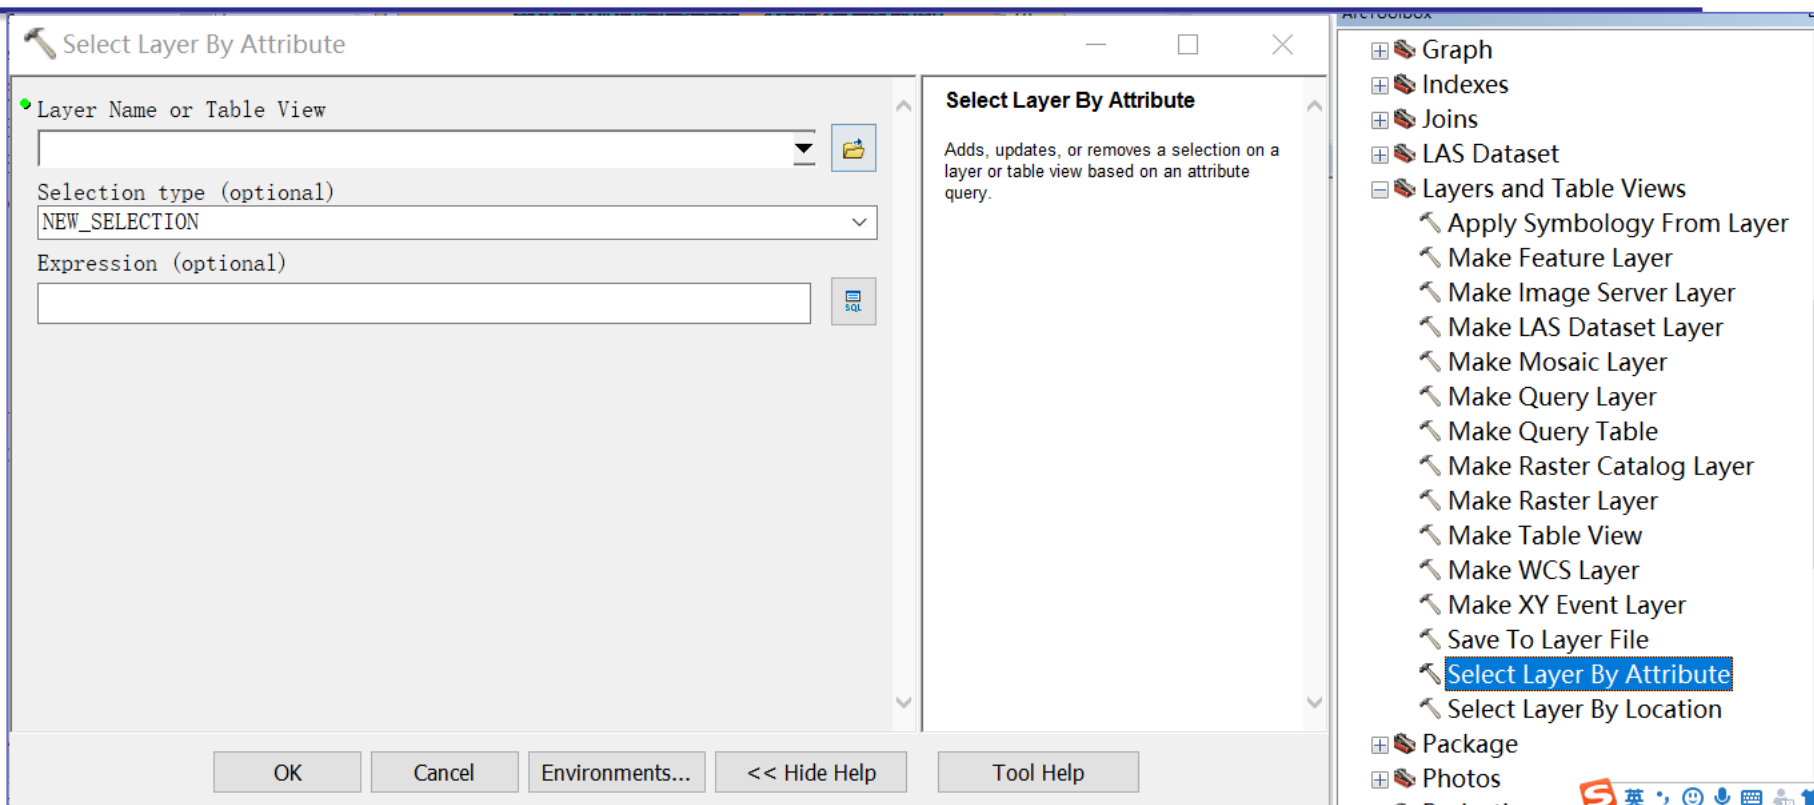 Select Layer By Attribute
Layer Name or Table View
Selection type (optional)
NEW_SELECTION
Expression (optional)
SQL
OK
Cancel
Environments...
<< Hide Help
Tool Help
Select Layer By Attribute
Adds, updates, or removes a selection on a
layer or table view based on an attribute
query.
ArcToolbox
Graph
Indexes
Joins
LAS Dataset
Layers and Table Views
Apply Symbology From Layer
Make Feature Layer
Make Image Server Layer
Make LAS Dataset Layer
Make Mosaic Layer
Make Query Layer
Make Query Table
Make Raster Catalog Layer
Make Raster Layer
Make Table View
Make WCS Layer
Make XY Event Layer
Save To Layer File
Select Layer By Attribute
Select Layer By Location
Package
Photos
英